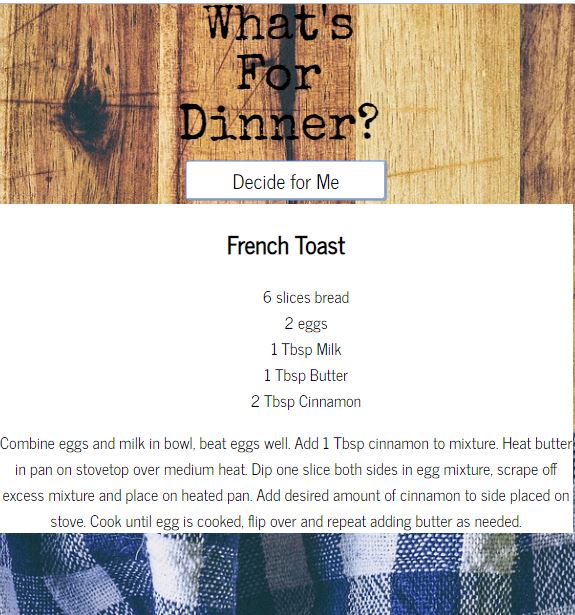 What's
For
Dinner?
Decide for Me
French Toast
6 slices bread
2 eggs
1 Tbsp Milk
1 Tbsp Butter
2 Tbsp Cinnamon
Combine eggs and milk in bowl, beat eggs well. Add 1 Tbsp cinnamon to mixture. Heat butter
in pan on stovetop over medium heat. Dip one slice both sides in egg mixture, scrape off
excess mixture and place on heated pan. Add desired amount of cinnamon to side placed on
stove. Cook until egg is cooked, flip over and repeat adding butter as needed.